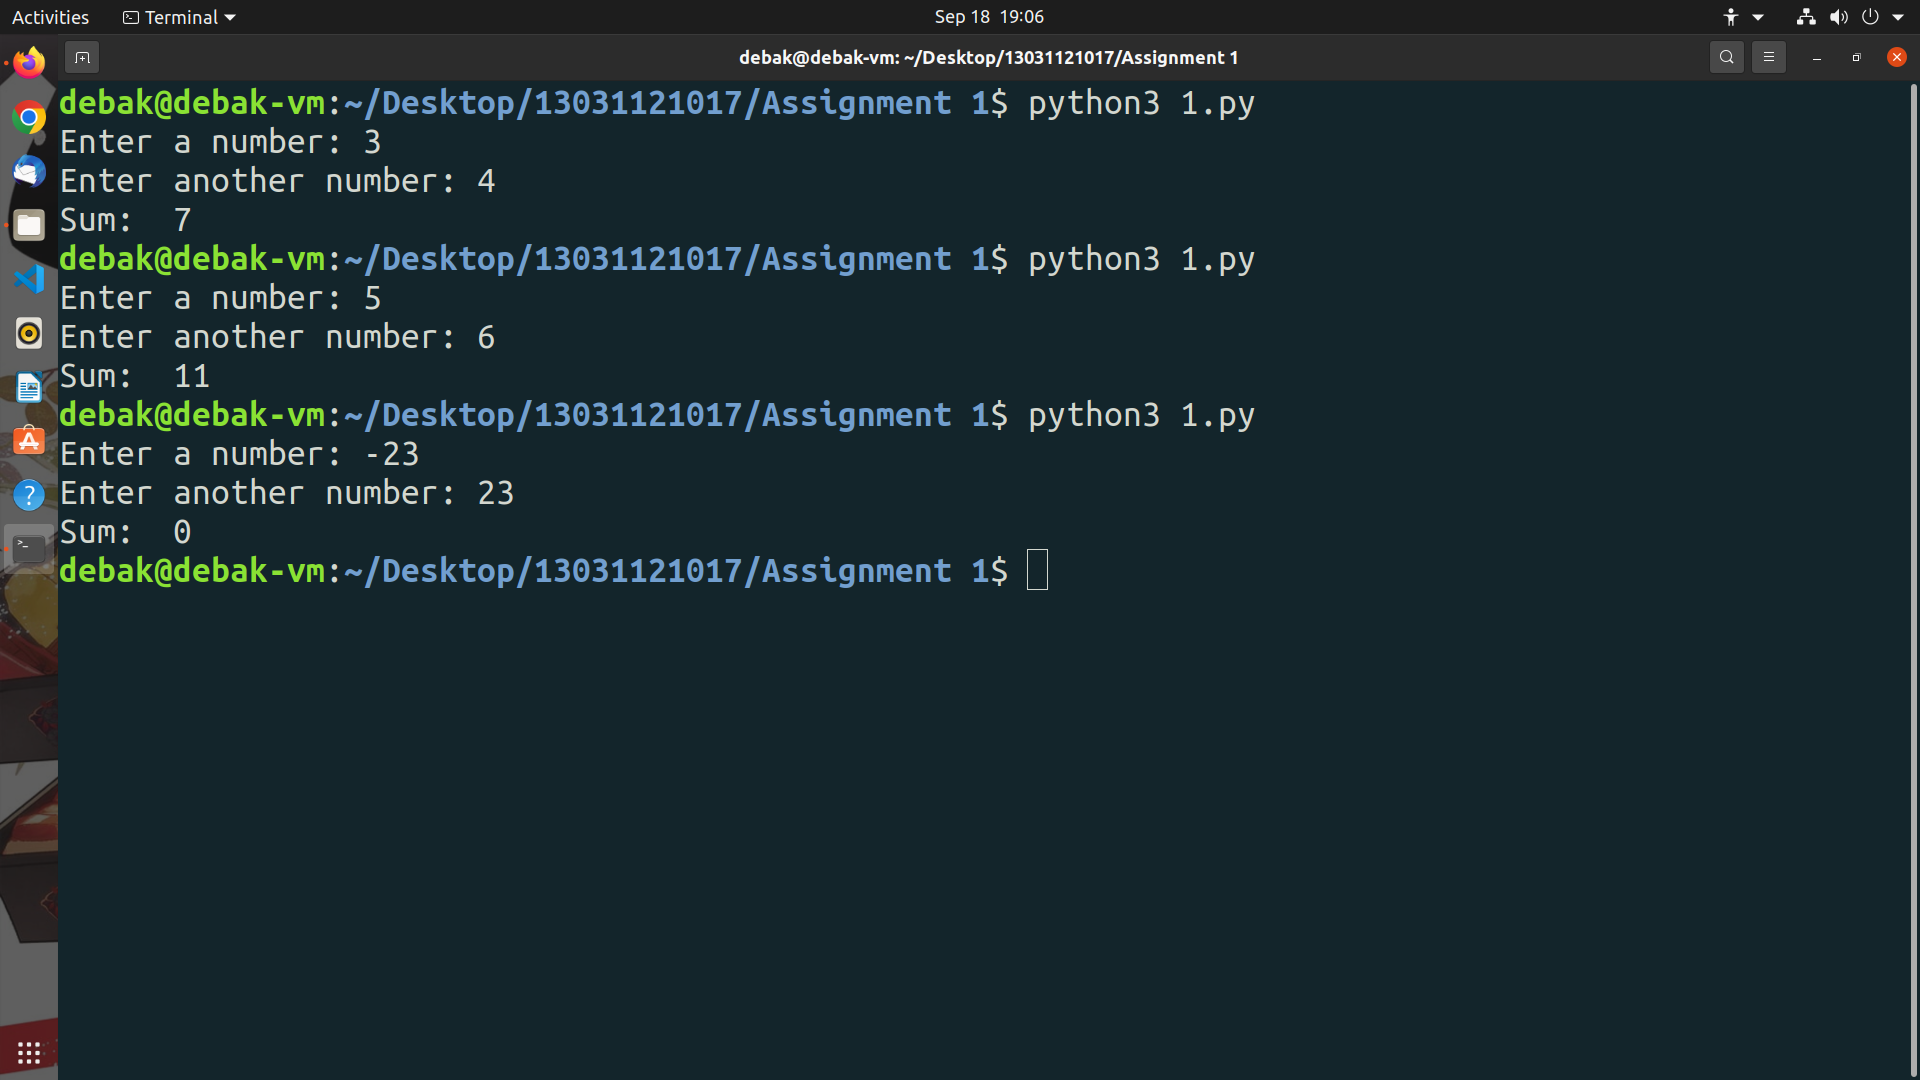 Activities Terminal Sep 18 19:06
debak@debak-vm: ~/Desktop/13031121017/Assignment 1
debak@debak-vm:~/Desktop/13031121017/Assignment 1$ python3 1.py
Enter a number: 3
Enter another number: 4
Sum:  7
debak@debak-vm:~/Desktop/13031121017/Assignment 1$ python3 1.py
Enter a number: 5
Enter another number: 6
Sum:  11
debak@debak-vm:~/Desktop/13031121017/Assignment 1$ python3 1.py
Enter a number: -23
Enter another number: 23
Sum:  0
debak@debak-vm:~/Desktop/13031121017/Assignment 1$